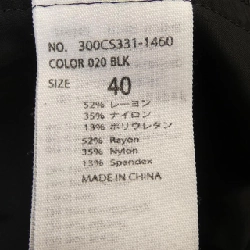 NO. 300CS331-1460
COLOR 020 BLK
SIZE 40
52% レーヨン
35% ナイロン
13% ポリウレタン
52% Rayon
35% Nylon
13% Spandex
MADE IN CHINA